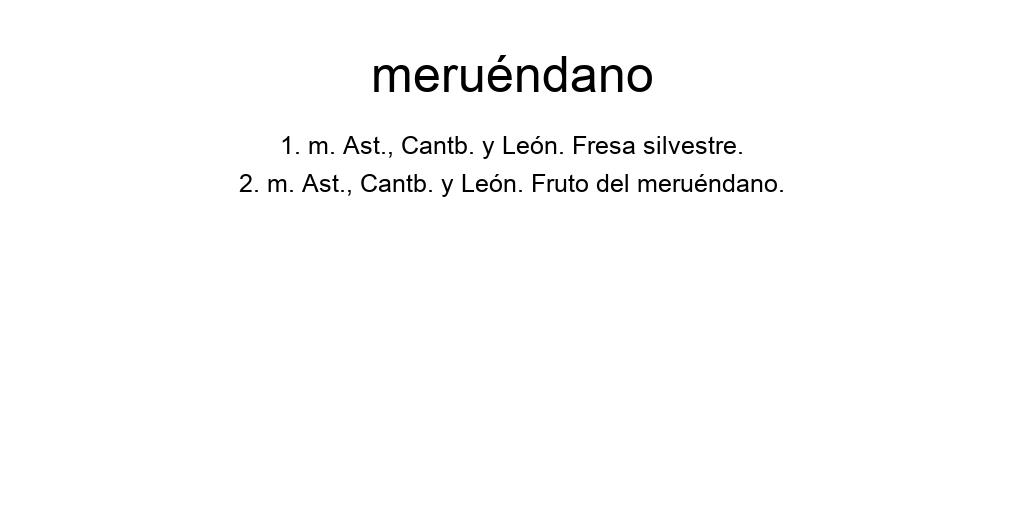 meruéndano
1. m. Ast., Cantb. y León. Fresa silvestre.
2. m. Ast., Cantb. y León. Fruto del meruéndano.